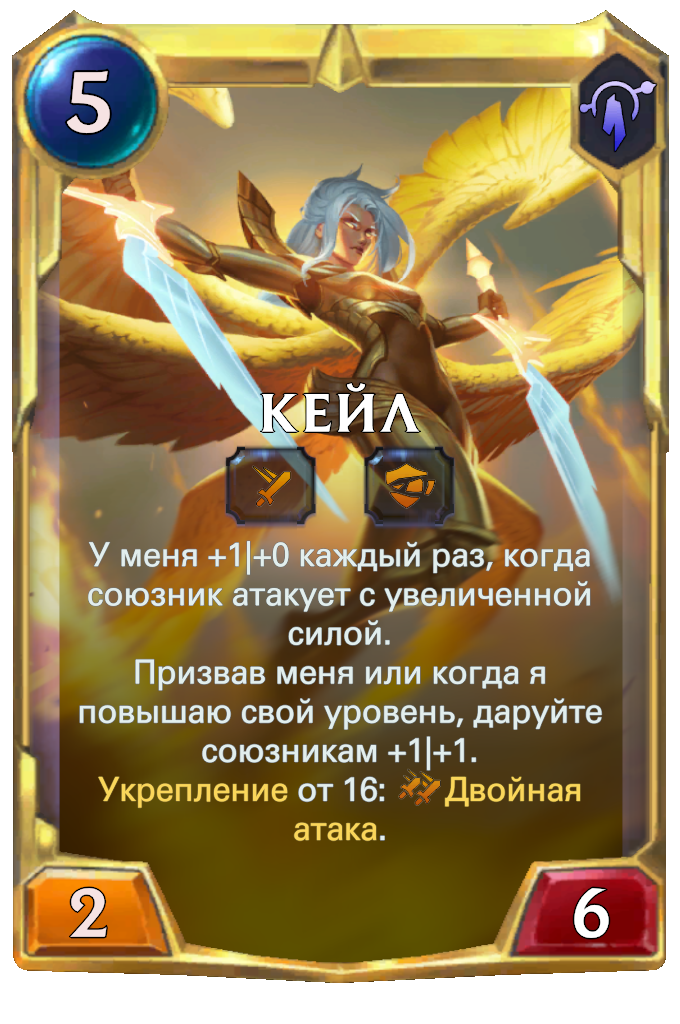 5
КЕЙЛ
У меня +1|+0 каждый раз, когда
союзник атакует с увеличенной
силой.
Призвав меня или когда я
повышаю свой уровень, даруйте
союзникам +1|+1.
Укрепление от 16: Двойная
атака.
2
6